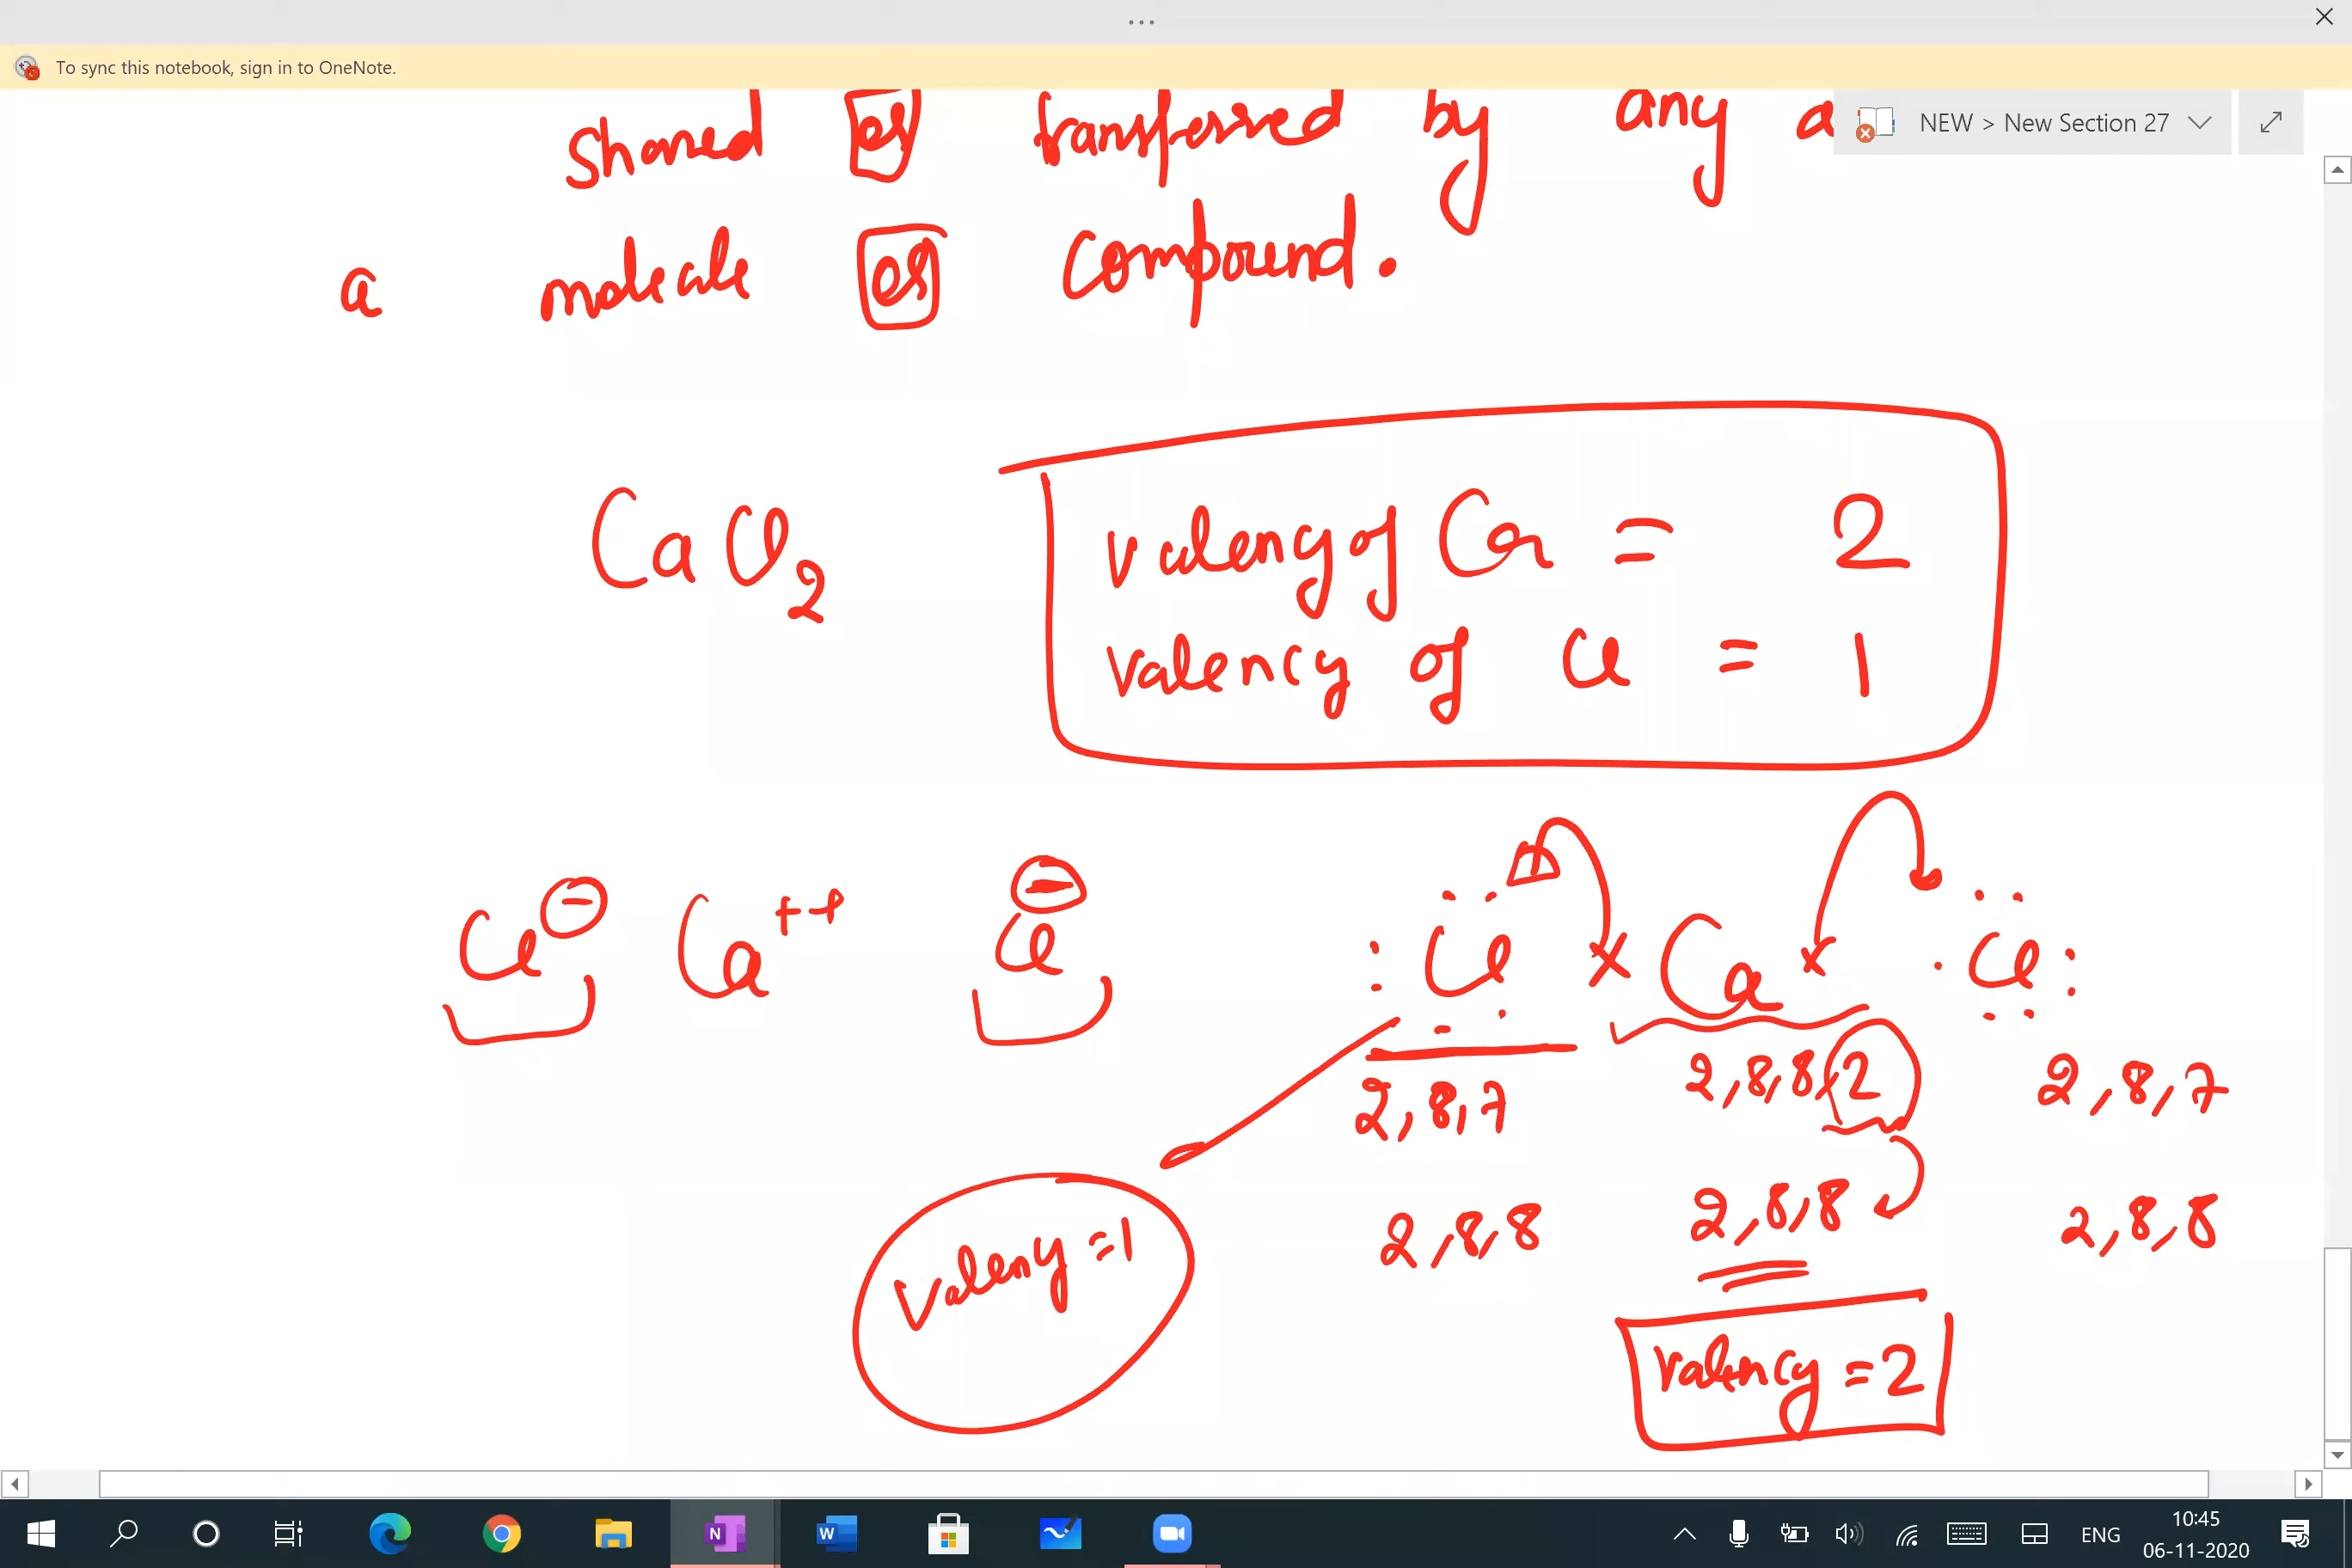 ...
To sync this notebook, sign in to OneNote.
NEW > New Section 27
shared or transferred by any a
a molecule or compound.
CaCl2
valency of Ca = 2
valency of Cl = 1
Cl⊖ Ca++ Cl⊖
Cl × Ca × Cl
2,8,7 2,8,8,2 2,8,7
2,8,8 2,8,8 2,8,8
Valency=1
Valency=2
ENG
10:45
06-11-2020